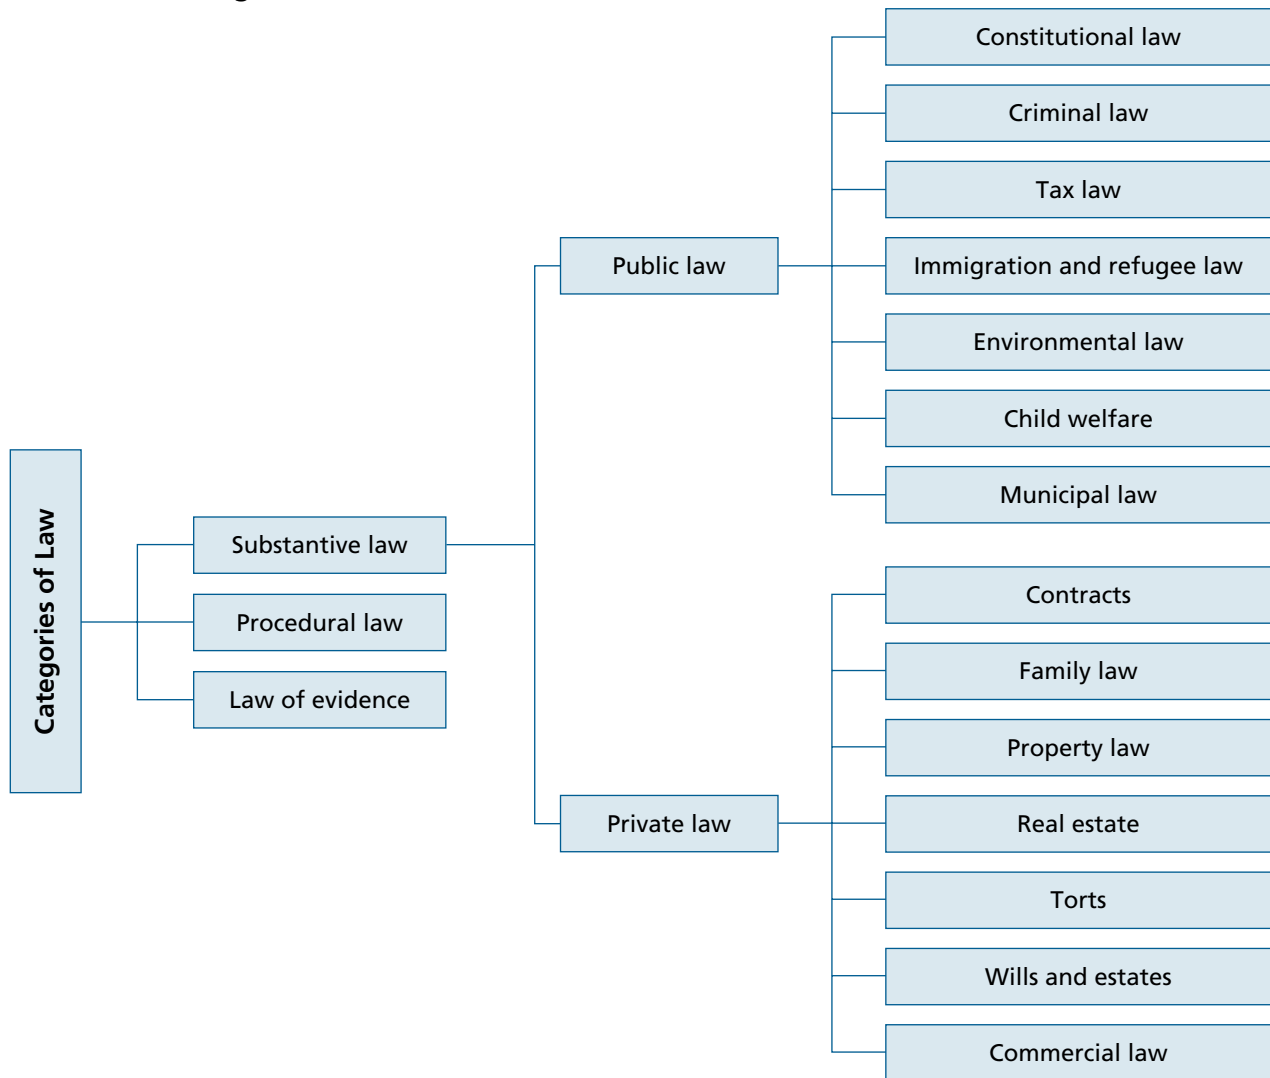 Categories of Law
Substantive law
Procedural law
Law of evidence
Public law
Private law
Constitutional law
Criminal law
Tax law
Immigration and refugee law
Environmental law
Child welfare
Municipal law
Contracts
Family law
Property law
Real estate
Torts
Wills and estates
Commercial law